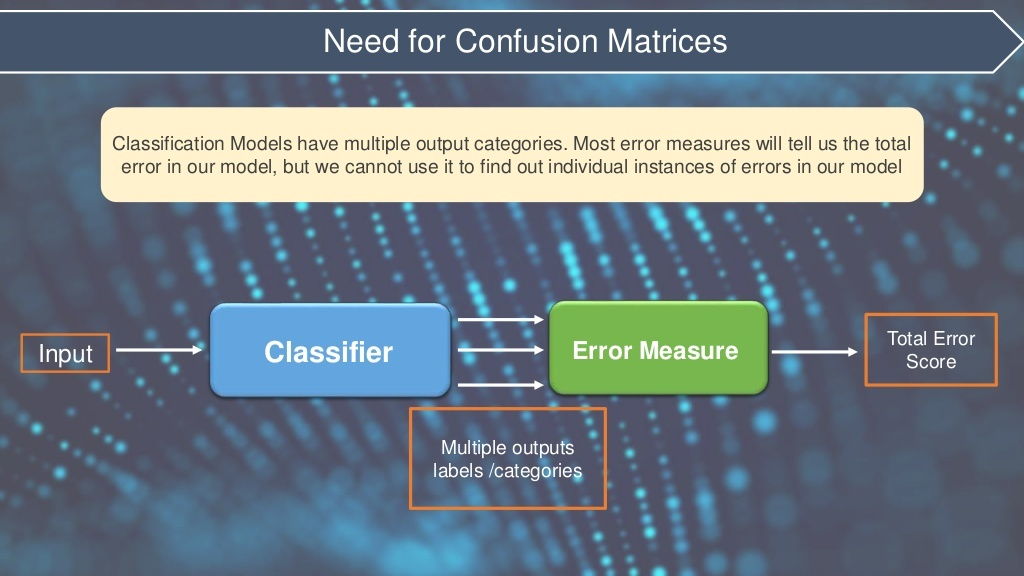 Need for Confusion Matrices
Classification Models have multiple output categories. Most error measures will tell us the total
error in our model, but we cannot use it to find out individual instances of errors in our model
Input
Classifier
Error Measure
Total Error
Score
Multiple outputs
labels /categories